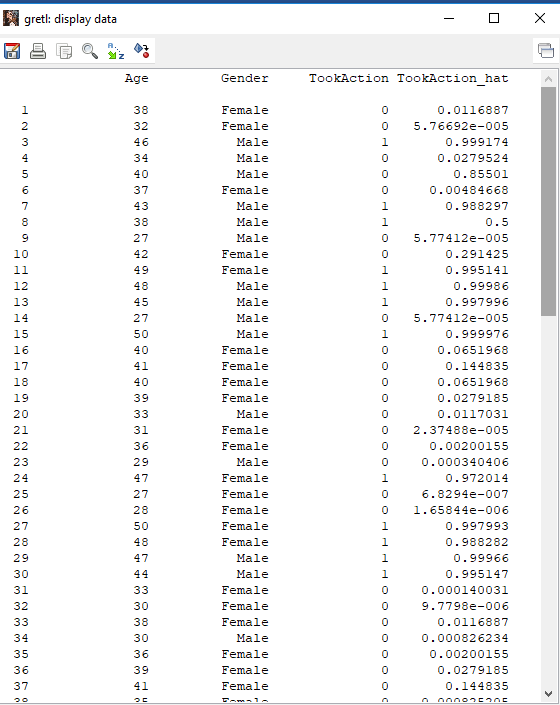 gretl: display data
Age Gender TookAction TookAction_hat
1 38 Female 0 0.0116887
2 32 Female 0 5.76692e-005
3 46 Male 1 0.999174
4 34 Male 0 0.0279524
5 40 Male 0 0.85501
6 37 Female 0 0.00484668
7 43 Male 1 0.988297
8 38 Male 1 0.5
9 27 Male 0 5.77412e-005
10 42 Female 0 0.291425
11 49 Female 1 0.995141
12 48 Male 1 0.99986
13 45 Male 1 0.997996
14 27 Male 0 5.77412e-005
15 50 Male 1 0.999976
16 40 Female 0 0.0651968
17 41 Female 0 0.144835
18 40 Female 0 0.0651968
19 39 Female 0 0.0279185
20 33 Male 0 0.0117031
21 31 Female 0 2.37488e-005
22 36 Female 0 0.00200155
23 29 Male 0 0.000340406
24 47 Female 1 0.972014
25 27 Female 0 6.8294e-007
26 28 Female 0 1.65844e-006
27 50 Female 1 0.997993
28 48 Female 1 0.988282
29 47 Male 1 0.99966
30 44 Male 1 0.995147
31 33 Female 0 0.000140031
32 30 Female 0 9.7798e-006
33 38 Female 0 0.0116887
34 30 Male 0 0.000826234
35 36 Female 0 0.00200155
36 39 Female 0 0.0279185
37 41 Female 0 0.144835